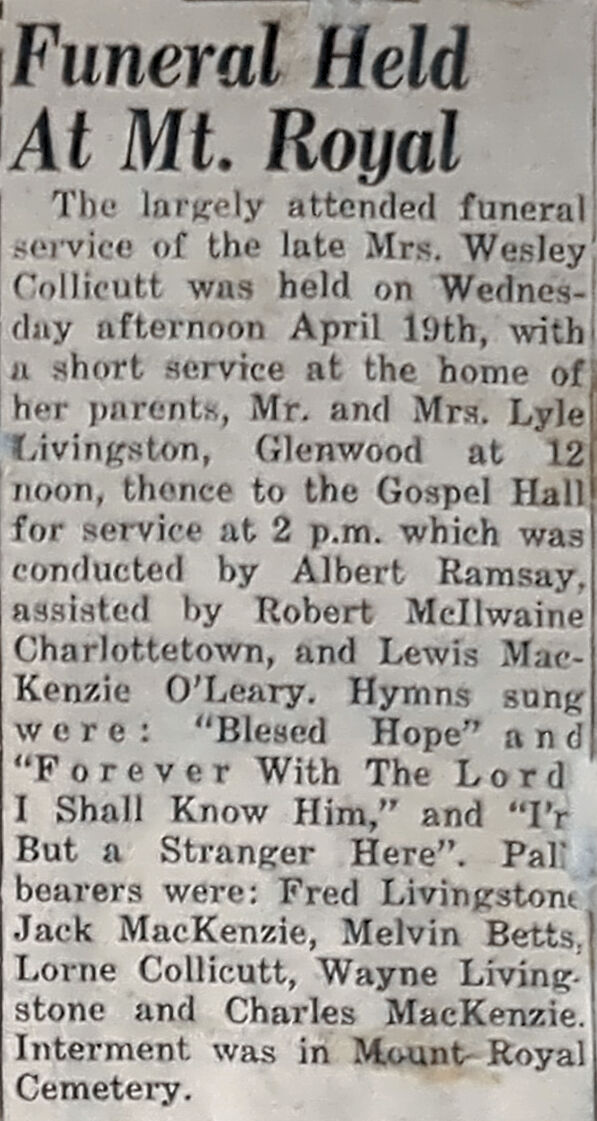 Funeral Held
At Mt. Royal
The largely attended funeral
service of the late Mrs. Wesley
Collicutt was held on Wednes-
day afternoon April 19th, with
a short service at the home of
her parents, Mr. and Mrs. Lyle
Livingston, Glenwood at 12
noon, thence to the Gospel Hall
for service at 2 p.m. which was
conducted by Albert Ramsay,
assisted by Robert McIlwaine
Charlottetown, and Lewis Mac-
Kenzie O'Leary. Hymns sung
were: "Blesed Hope" and
"Forever With The Lord
I Shall Know Him," and "I'r
But a Stranger Here". Pall
bearers were: Fred Livingstone
Jack MacKenzie, Melvin Betts,
Lorne Collicutt, Wayne Living-
stone and Charles MacKenzie.
Interment was in Mount Royal
Cemetery.